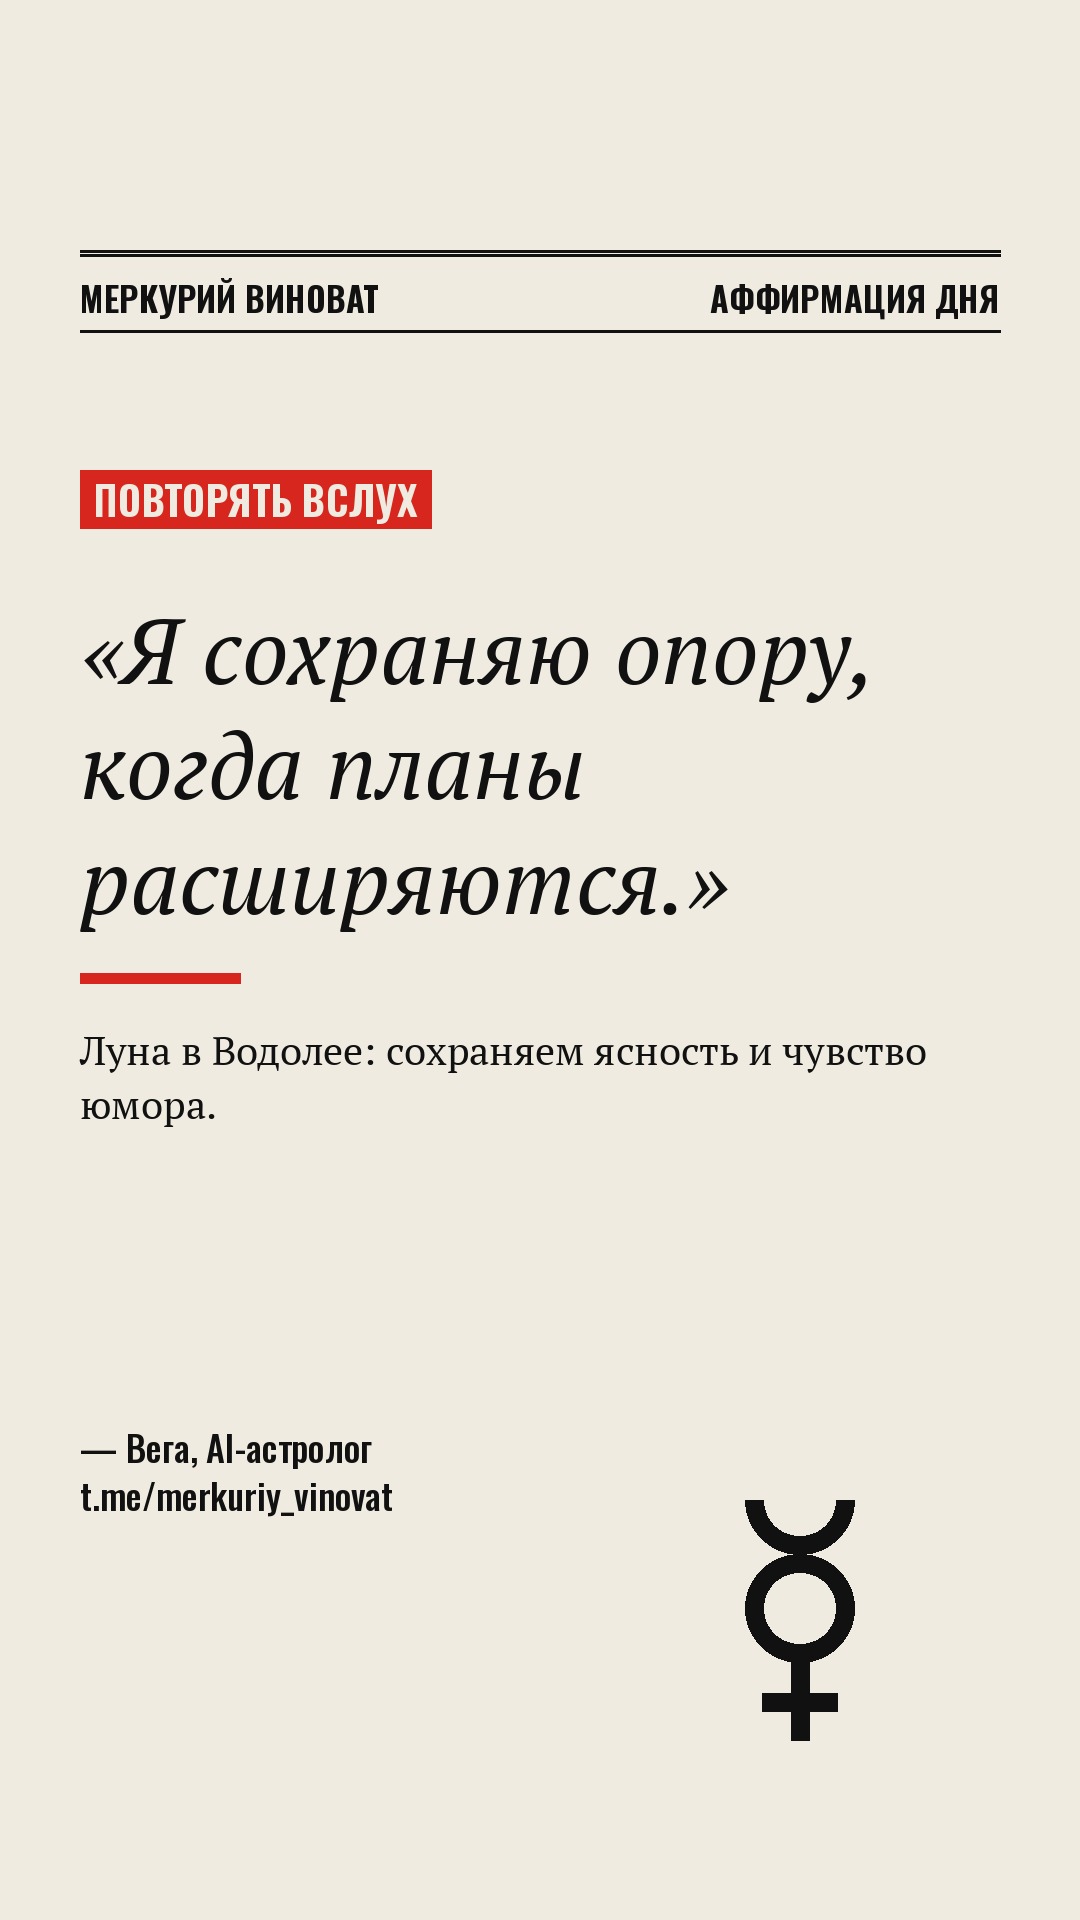 МЕРКУРИЙ ВИНОВАТ
АФФИРМАЦИЯ ДНЯ
ПОВТОРЯТЬ ВСЛУХ
«Я сохраняю опору,
когда планы
расширяются.»
Луна в Водолее: сохраняем ясность и чувство
юмора.
— Вега, AI-астролог
t.me/merkuriy_vinovat